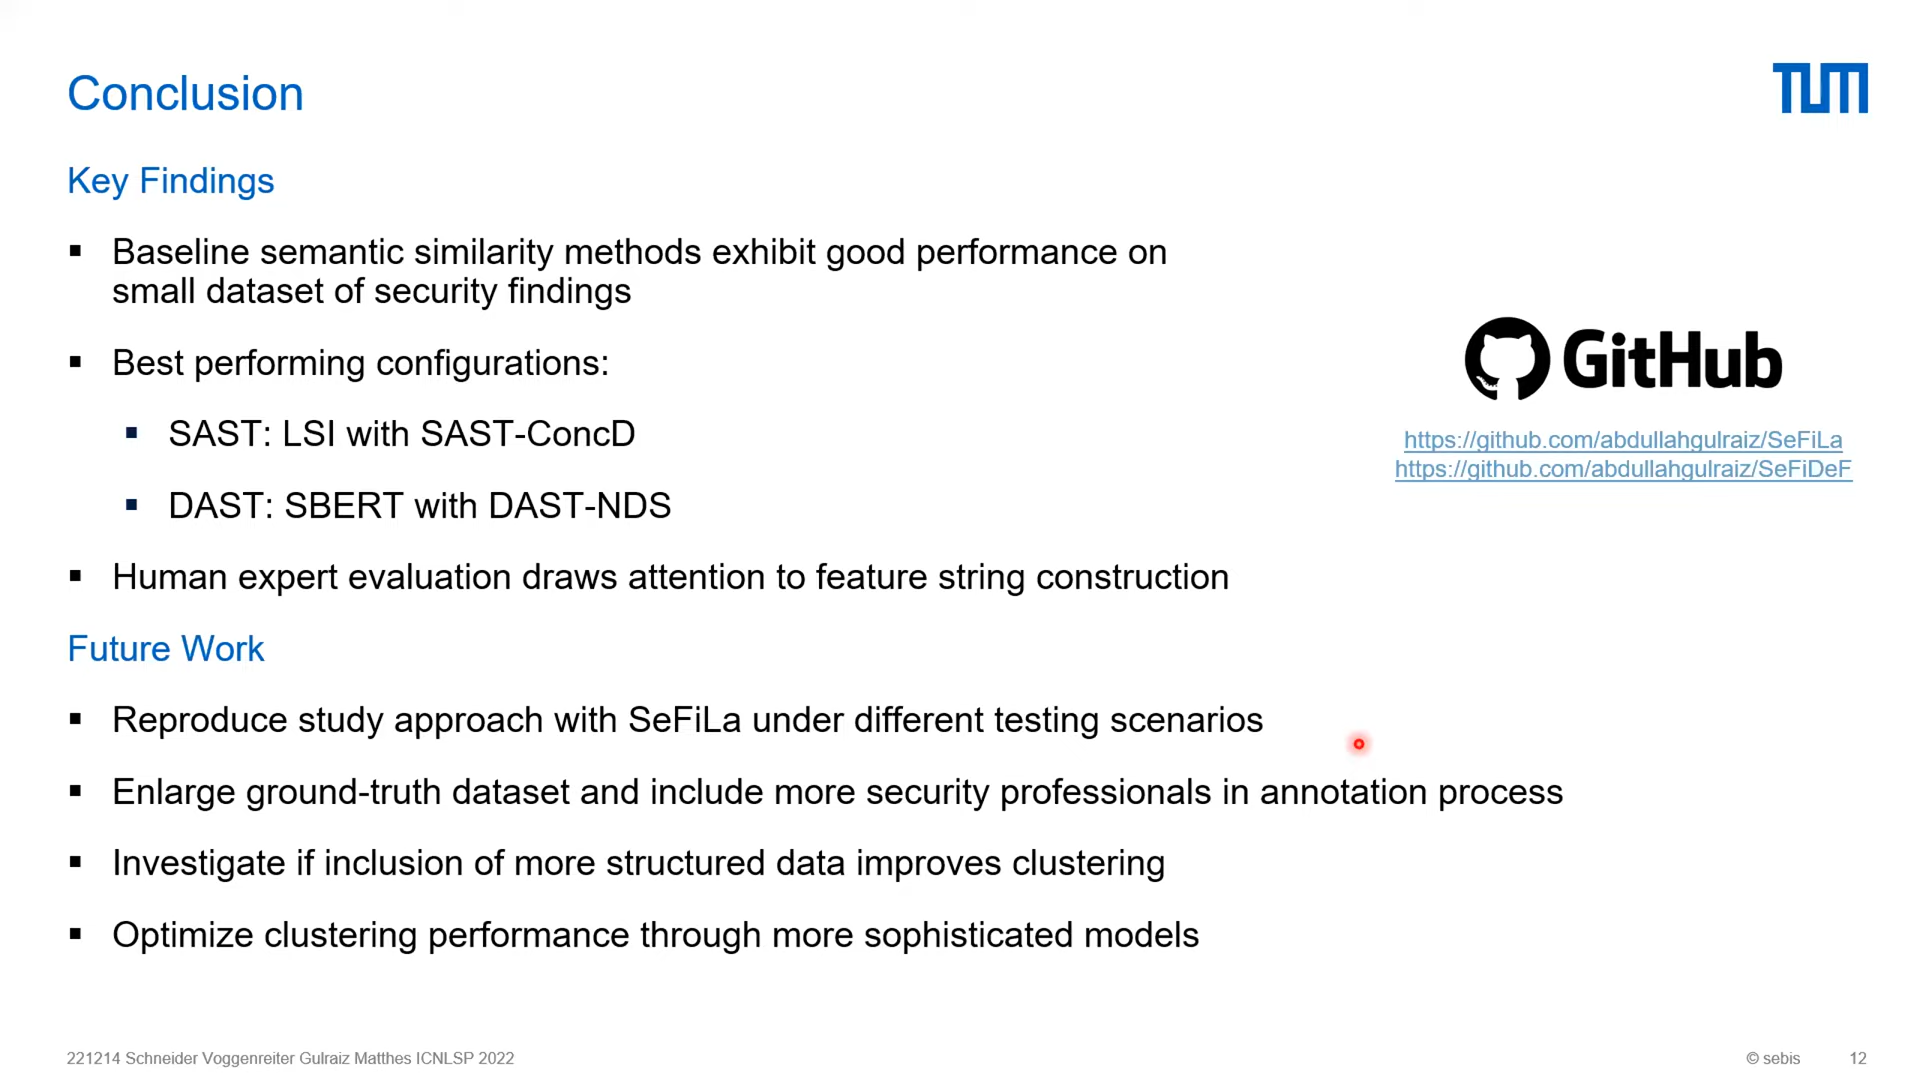 Conclusion
TUM
Key Findings
▪ Baseline semantic similarity methods exhibit good performance on
small dataset of security findings
▪ Best performing configurations:
▪ SAST: LSI with SAST-ConcD
▪ DAST: SBERT with DAST-NDS
▪ Human expert evaluation draws attention to feature string construction
GitHub
https://github.com/abdullahgulraiz/SeFiLa
https://github.com/abdullahgulraiz/SeFiDeF
Future Work
▪ Reproduce study approach with SeFiLa under different testing scenarios
▪ Enlarge ground-truth dataset and include more security professionals in annotation process
▪ Investigate if inclusion of more structured data improves clustering
▪ Optimize clustering performance through more sophisticated models
221214 Schneider Voggenreiter Gulraiz Matthes ICNLSP 2022
© sebis
12